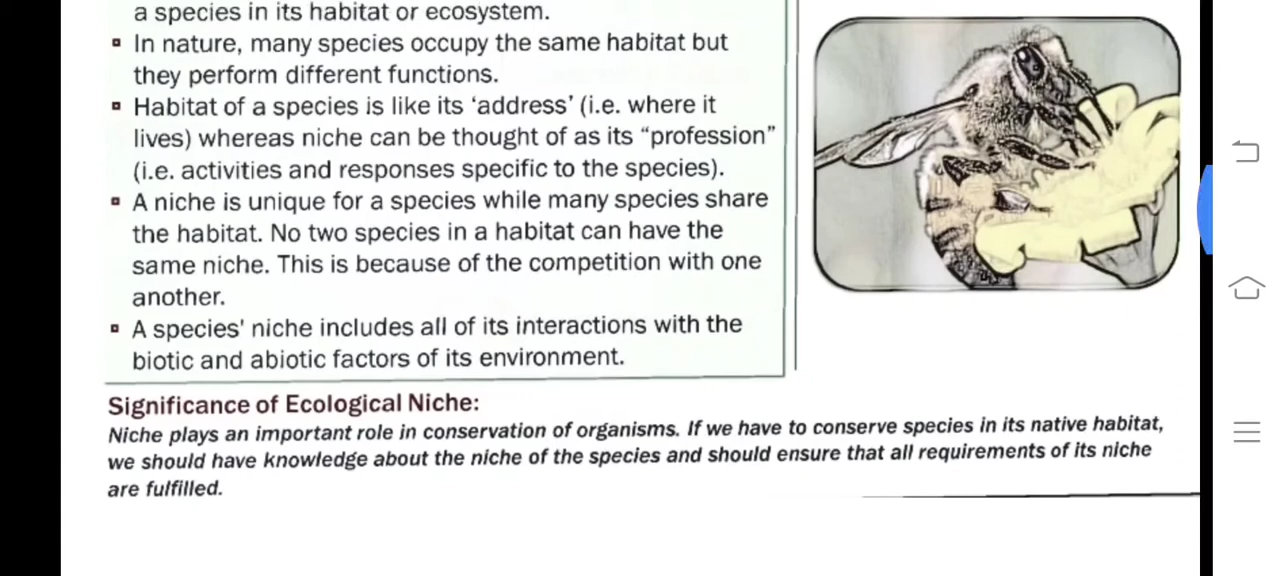 a species in its habitat or ecosystem.
▫ In nature, many species occupy the same habitat but
they perform different functions.
▫ Habitat of a species is like its ‘address’ (i.e. where it
lives) whereas niche can be thought of as its “profession”
(i.e. activities and responses specific to the species).
▫ A niche is unique for a species while many species share
the habitat. No two species in a habitat can have the
same niche. This is because of the competition with one
another.
▫ A species' niche includes all of its interactions with the
biotic and abiotic factors of its environment.
Significance of Ecological Niche:
Niche plays an important role in conservation of organisms. If we have to conserve species in its native habitat,
we should have knowledge about the niche of the species and should ensure that all requirements of its niche
are fulfilled.